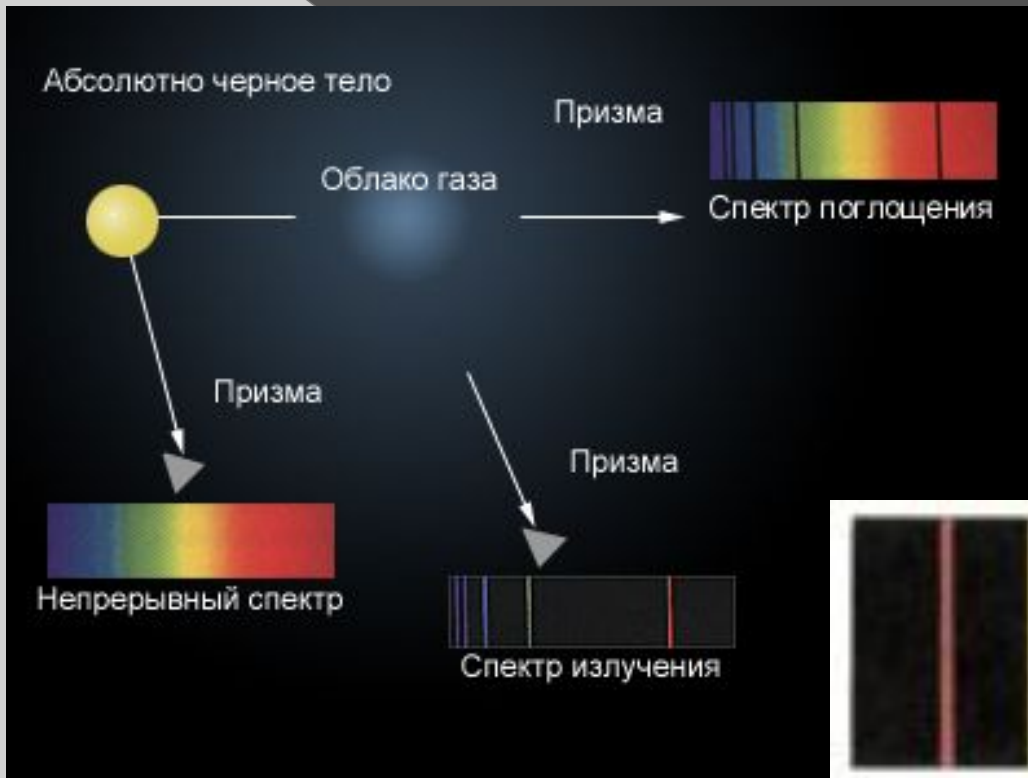 Абсолютно черное тело
Призма
Облако газа
Спектр поглощения
Призма
Призма
Непрерывный спектр
Спектр излучения